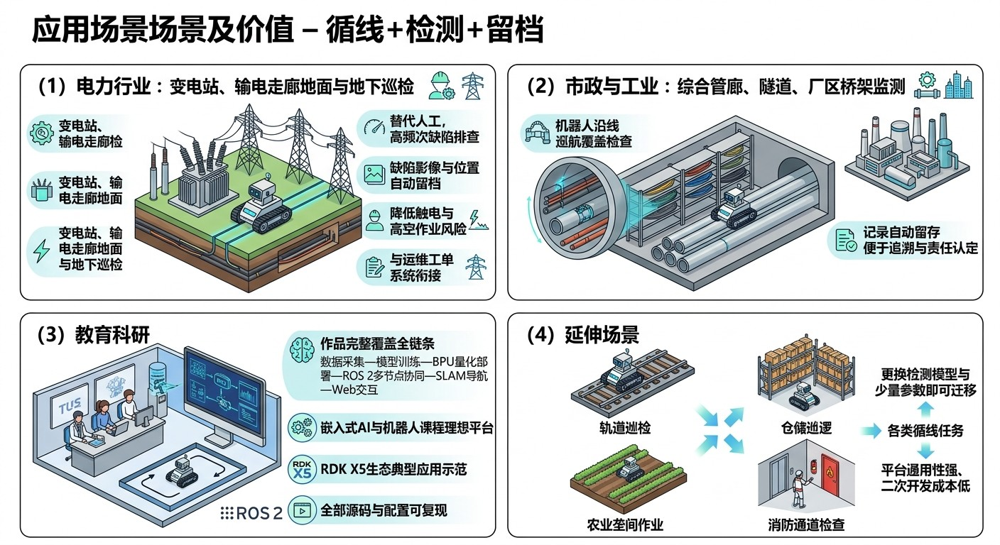 应用场景场景及价值 – 循线+检测+留档
（1）电力行业：变电站、输电走廊地面与地下巡检
变电站、
输电走廊检
变电站、输
电走廊地面
变电站、输
电走廊地面
与地下巡检
替代人工，
高频次缺陷排查
缺陷影像与位置
自动留档
降低触电与
高空作业风险
与运维工单
系统衔接
（2）市政与工业：综合管廊、隧道、厂区桥架监测
机器人沿线
巡航覆盖检查
记录自动留存
便于追溯与责任认定
（3）教育科研
TUS
作品完整覆盖全链条
数据采集—模型训练—BPU量化部
署—ROS 2多节点协同—SLAM导航
—Web交互
嵌入式AI与机器人课程理想平台
RDK
X5
RDK X5生态典型应用示范
全部源码与配置可复现
ROS 2
（4）延伸场景
轨道巡检
仓储巡逻
农业垄间作业
消防通道检查
更换检测模型与
少量参数即可迁移
各类循线任务
平台通用性强、
二次开发成本低